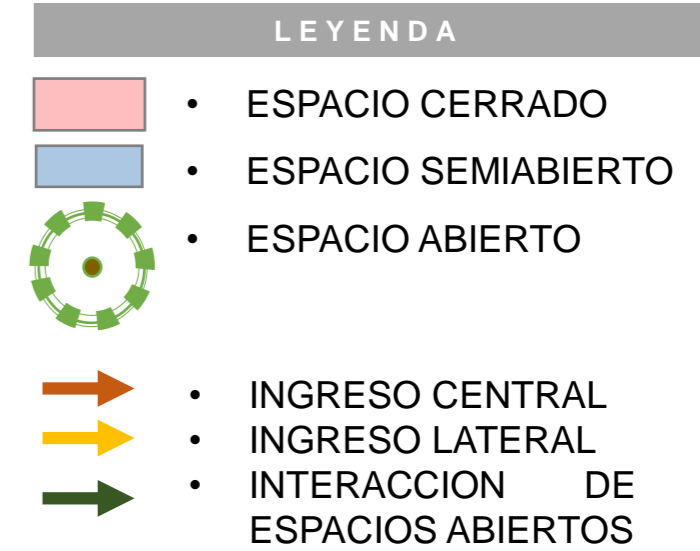 LEYENDA
• ESPACIO CERRADO
• ESPACIO SEMIABIERTO
• ESPACIO ABIERTO
• INGRESO CENTRAL
• INGRESO LATERAL
• INTERACCION DE
ESPACIOS ABIERTOS